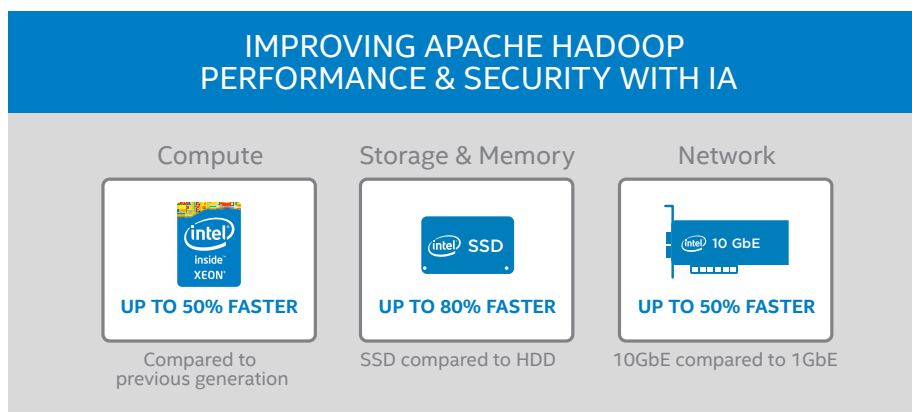 IMPROVING APACHE HADOOP
PERFORMANCE & SECURITY WITH IA
Compute
Storage & Memory
Network
intel
inside™
XEON®
intel SSD
intel 10 GbE
UP TO 50% FASTER
UP TO 80% FASTER
UP TO 50% FASTER
Compared to
previous generation
SSD compared to HDD
10GbE compared to 1GbE